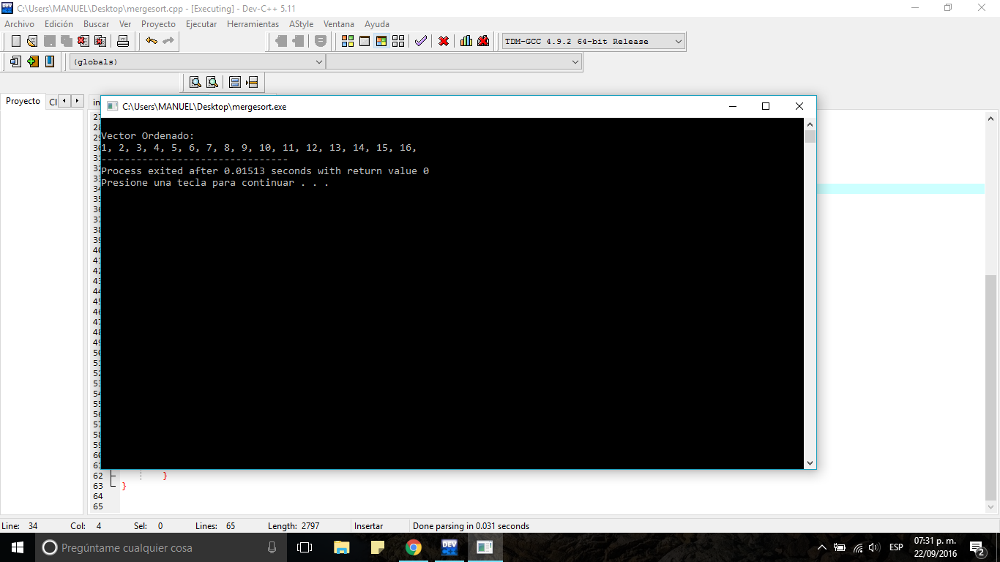 C:\Users\MANUEL\Desktop\mergesort.cpp - [Executing] - Dev-C++ 5.11
Archivo Edición Buscar Ver Proyecto Ejecutar Herramientas AStyle Ventana Ayuda
TDM-GCC 4.9.2 64-bit Release
(globals)
Proyecto Cl in
C:\Users\MANUEL\Desktop\mergesort.exe
Vector Ordenado:
1, 2, 3, 4, 5, 6, 7, 8, 9, 10, 11, 12, 13, 14, 15, 16,
--------------------------------
Process exited after 0.01513 seconds with return value 0
Presione una tecla para continuar . . .
27
28
29
30
31
32
33
34
35
36
37
38
39
40
41
42
43
44
45
46
47
48
49
50
51
52
53
54
55
56
57
58
59
60
61
62 }
63 }
64
65
Line: 34 Col: 4 Sel: 0 Lines: 65 Length: 2797 Insertar Done parsing in 0.031 seconds
Pregúntame cualquier cosa
DEV
ESP
07:31 p. m.
22/09/2016
2